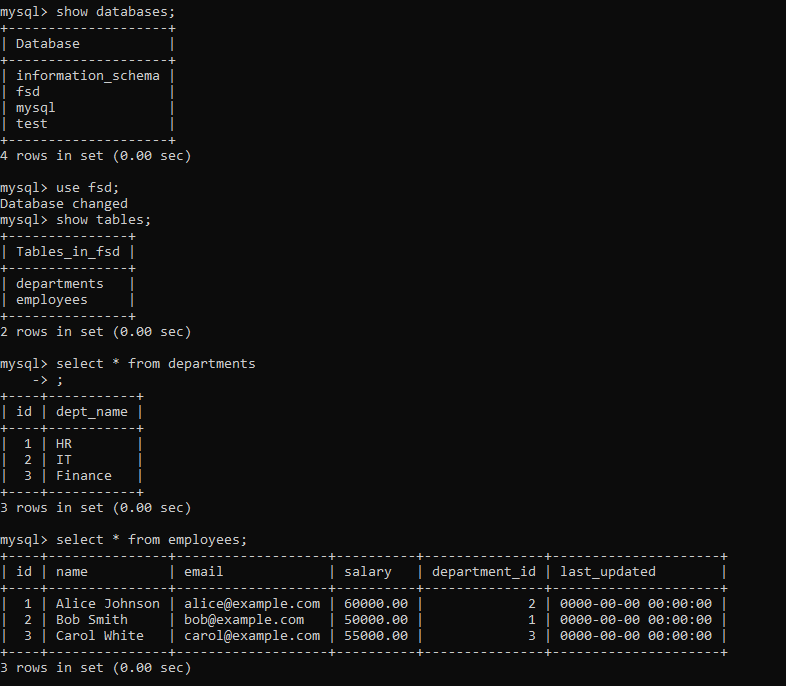 mysql> show databases;
+--------------------+
| Database           |
+--------------------+
| information_schema |
| fsd                |
| mysql              |
| test               |
+--------------------+
4 rows in set (0.00 sec)
mysql> use fsd;
Database changed
mysql> show tables;
+---------------+
| Tables_in_fsd |
+---------------+
| departments   |
| employees     |
+---------------+
2 rows in set (0.00 sec)
mysql> select * from departments
    -> ;
+----+-----------+
| id | dept_name |
+----+-----------+
|  1 | HR        |
|  2 | IT        |
|  3 | Finance   |
+----+-----------+
3 rows in set (0.00 sec)
mysql> select * from employees;
+----+---------------+-------------------+----------+---------------+---------------------+
| id | name          | email             | salary   | department_id | last_updated        |
+----+---------------+-------------------+----------+---------------+---------------------+
|  1 | Alice Johnson | alice@example.com | 60000.00 |             2 | 0000-00-00 00:00:00 |
|  2 | Bob Smith     | bob@example.com   | 50000.00 |             1 | 0000-00-00 00:00:00 |
|  3 | Carol White   | carol@example.com | 55000.00 |             3 | 0000-00-00 00:00:00 |
+----+---------------+-------------------+----------+---------------+---------------------+
3 rows in set (0.00 sec)